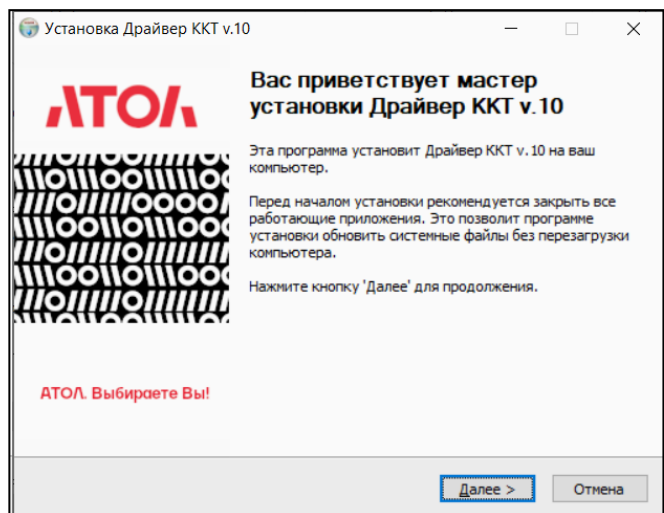 Установка Драйвер ККТ v.10
АТОЛ
Вас приветствует мастер
установки Драйвер ККТ v.10
Эта программа установит Драйвер ККТ v.10 на ваш
компьютер.
Перед началом установки рекомендуется закрыть все
работающие приложения. Это позволит программе
установки обновить системные файлы без перезагрузки
компьютера.
Нажмите кнопку 'Далее' для продолжения.
АТОЛ. Выбираете Вы!
Далее >
Отмена